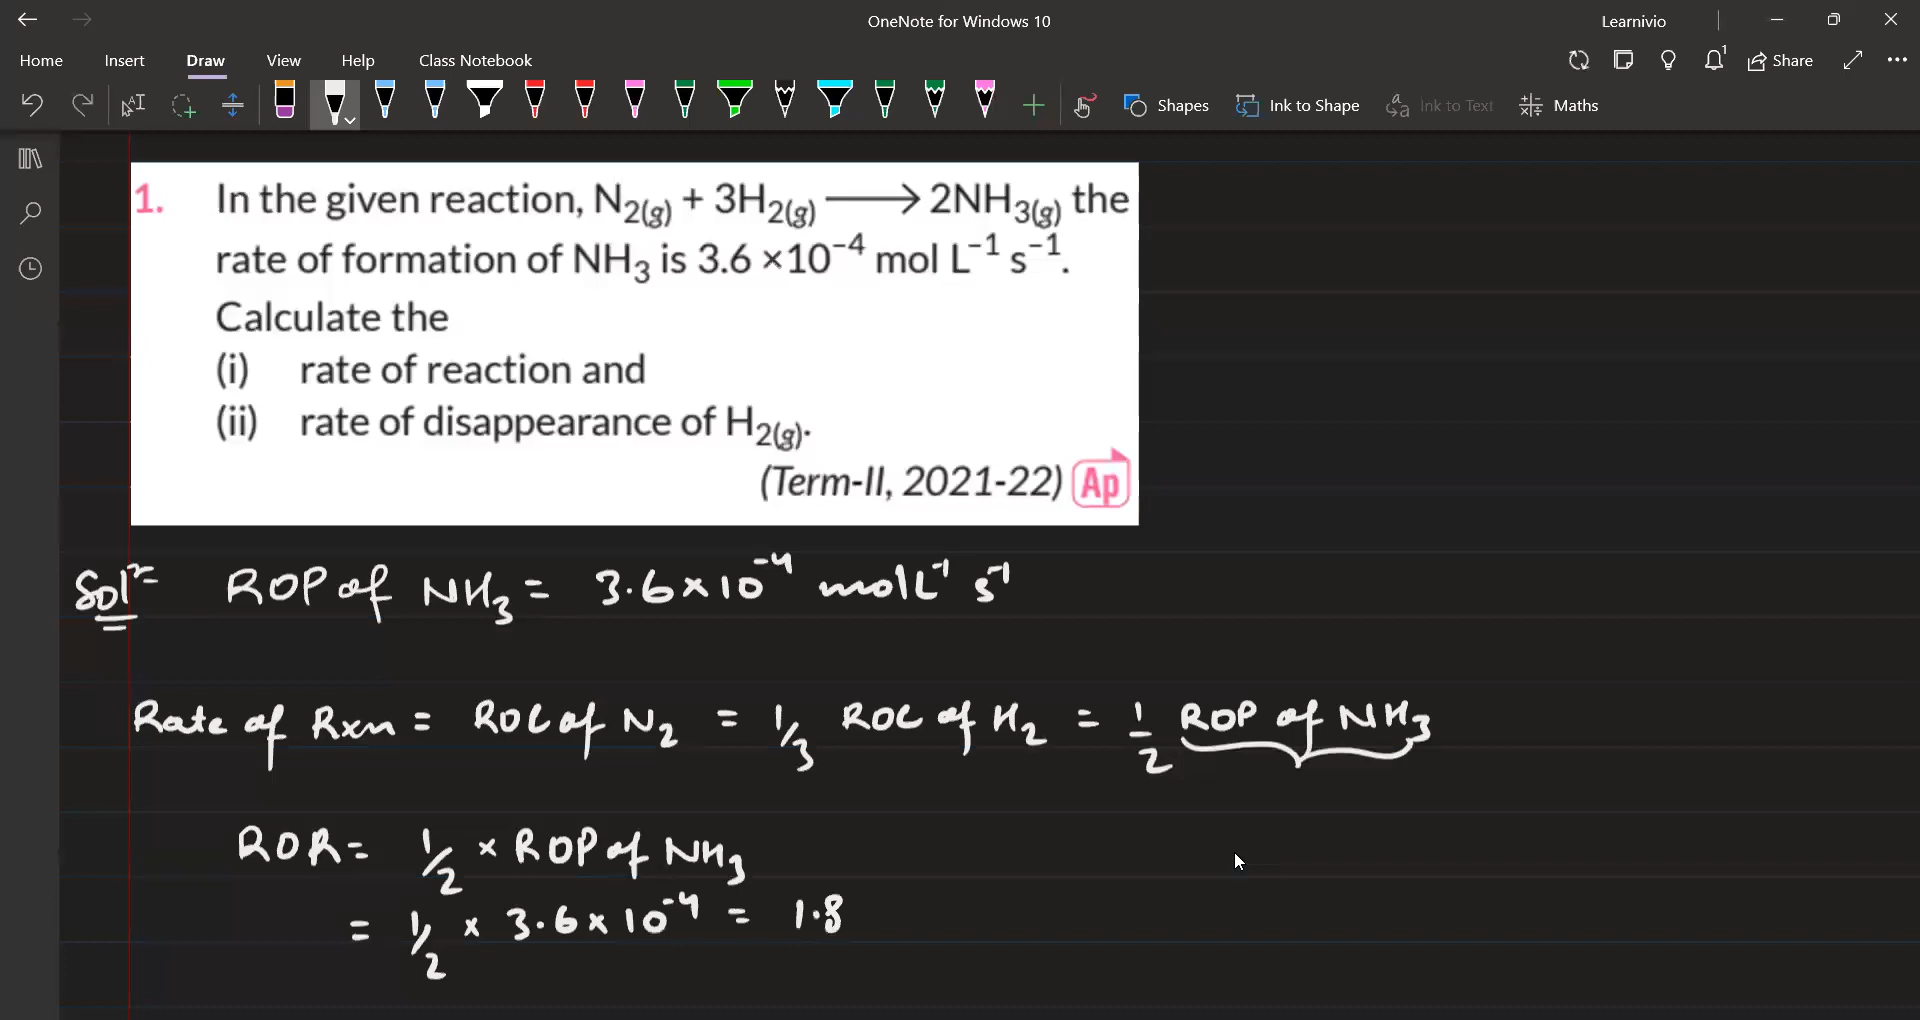 OneNote for Windows 10
Learnivio
Home Insert Draw View Help Class Notebook
1
Share
Shapes Ink to Shape Ink to Text Maths
1. In the given reaction, N₂(g) + 3H₂(g) ⟶ 2NH₃(g) the
rate of formation of NH₃ is 3.6 ×10⁻⁴ mol L⁻¹ s⁻¹.
Calculate the
(i) rate of reaction and
(ii) rate of disappearance of H₂(g).
(Term-II, 2021-22) Ap
Solⁿ= ROP of NH₃ = 3.6 × 10⁻⁴ mol L⁻¹ s⁻¹
Rate of Rxn = ROC of N₂ = 1/3 ROC of H₂ = 1/2 ROP of NH₃
ROR = 1/2 × ROP of NH₃
= 1/2 × 3.6 × 10⁻⁴ = 1.8